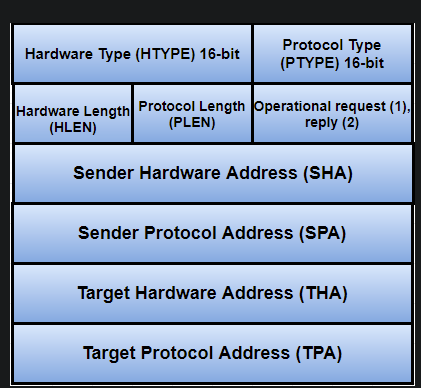 Hardware Type (HTYPE) 16-bit
Protocol Type
(PTYPE) 16-bit
Hardware Length
(HLEN)
Protocol Length
(PLEN)
Operational request (1),
reply (2)
Sender Hardware Address (SHA)
Sender Protocol Address (SPA)
Target Hardware Address (THA)
Target Protocol Address (TPA)